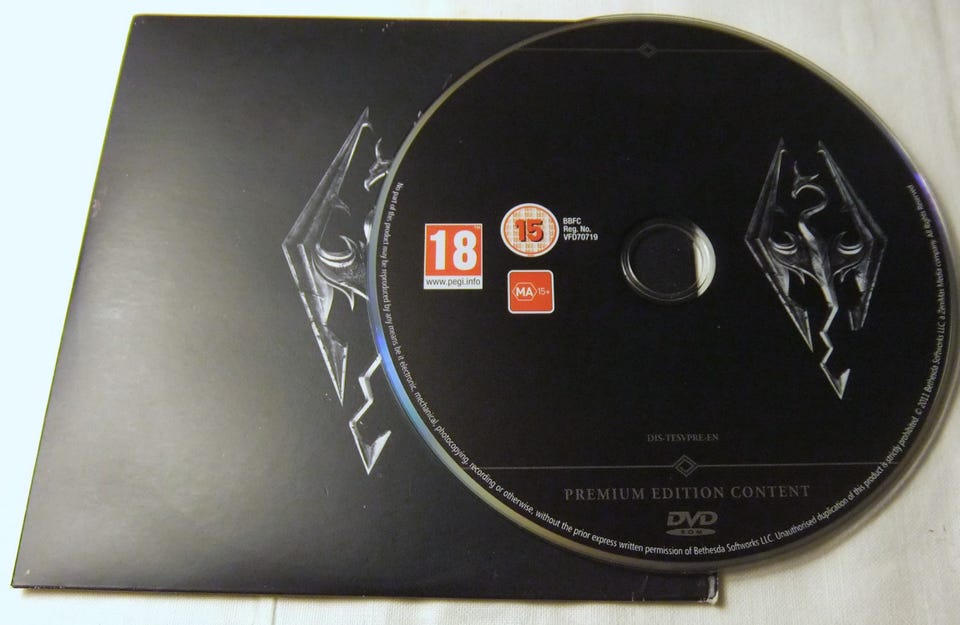 18
www.pegi.info
15
BBFC
Reg. No.
VFD70719
MA 15+
DIS-TESVPRE-EN
PREMIUM EDITION CONTENT
DVD
ROM
No part of this product may be reproduced by any means be it electronic, mechanical, photocopying, recording or otherwise, without the prior express written permission of Bethesda Softworks LLC. Unauthorised duplication of this product is strictly prohibited. © 2011 Bethesda Softworks LLC, a ZeniMax Media company. All Rights Reserved